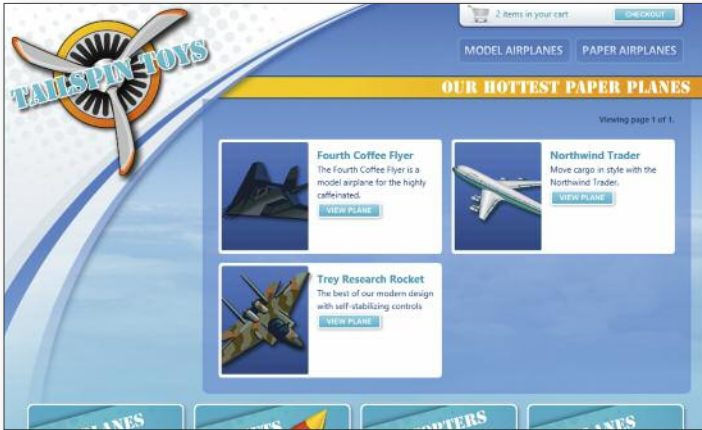 2 items in your cart
CHECKOUT
TAILSPIN TOYS
MODEL AIRPLANES
PAPER AIRPLANES
OUR HOTTEST PAPER PLANES
Viewing page 1 of 1.
Fourth Coffee Flyer
The Fourth Coffee Flyer is a
model airplane for the highly
caffeinated.
VIEW PLANE
Northwind Trader
Move cargo in style with the
Northwind Trader.
VIEW PLANE
Trey Research Rocket
The best of our modern design
with self-stabilizing controls
VIEW PLANE